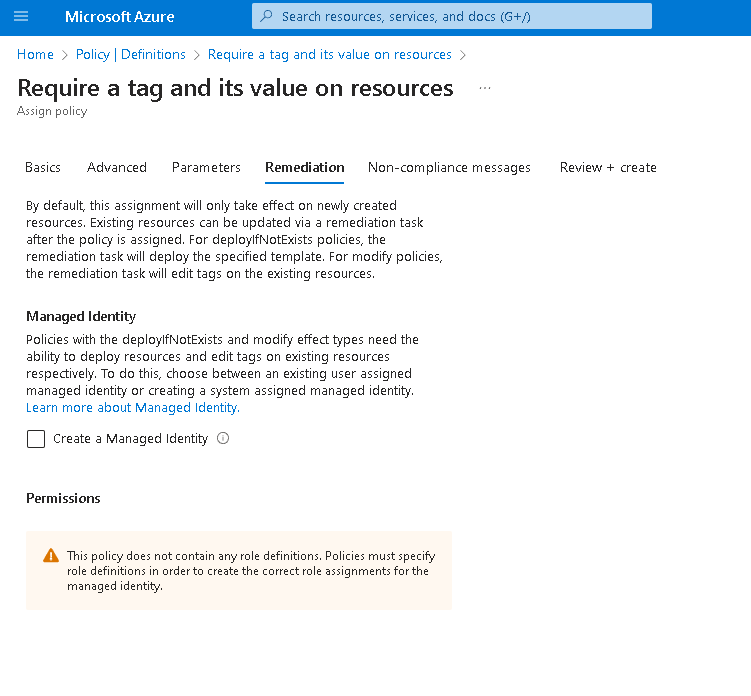 Microsoft Azure
Search resources, services, and docs (G+/)
Home > Policy | Definitions > Require a tag and its value on resources >
Require a tag and its value on resources ...
Assign policy
Basics Advanced Parameters Remediation Non-compliance messages Review + create
By default, this assignment will only take effect on newly created
resources. Existing resources can be updated via a remediation task
after the policy is assigned. For deployIfNotExists policies, the
remediation task will deploy the specified template. For modify policies,
the remediation task will edit tags on the existing resources.
Managed Identity
Policies with the deployIfNotExists and modify effect types need the
ability to deploy resources and edit tags on existing resources
respectively. To do this, choose between an existing user assigned
managed identity or creating a system assigned managed identity.
Learn more about Managed Identity.
Create a Managed Identity
Permissions
This policy does not contain any role definitions. Policies must specify
role definitions in order to create the correct role assignments for the
managed identity.